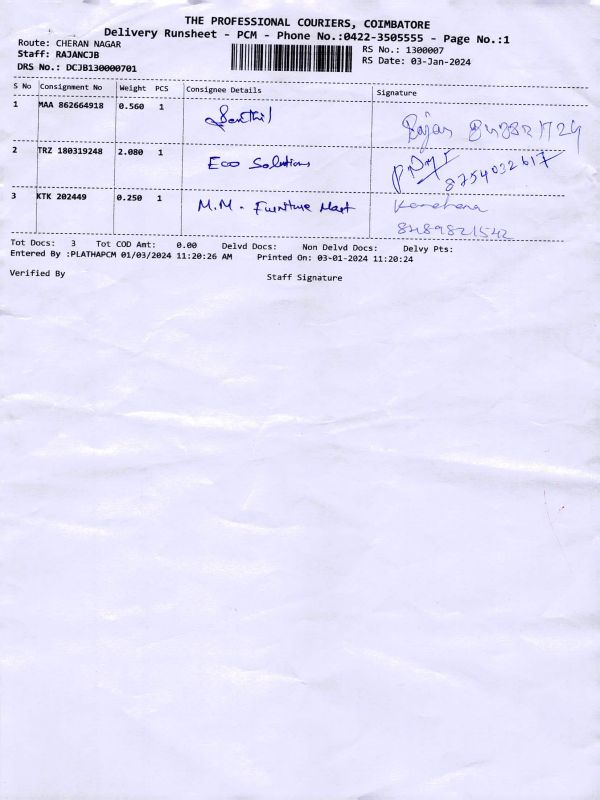 THE PROFESSIONAL COURIERS, COIMBATORE
Delivery Runsheet - PCM - Phone No.:0422-3505555 - Page No.:1
Route: CHERAN NAGAR
RS No.: 1300007
Staff: RAJANCJB
RS Date: 03-Jan-2024
DRS No.: DCJB130000701
S No Consignment No Weight PCS Consignee Details Signature
1 MAA 862664918 0.560 1 Senthil Rajan
2 TRZ 180319248 2.080 1 Eco Solutions 8754032617
3 KTK 202449 0.250 1 M.M. Furniture Mart
8489821542
Tot Docs: 3 Tot COD Amt: 0.00 Delvd Docs: Non Delvd Docs: Delvy Pts:
Entered By :PLATHAPCM 01/03/2024 11:20:26 AM Printed On: 03-01-2024 11:20:24
Verified By Staff Signature